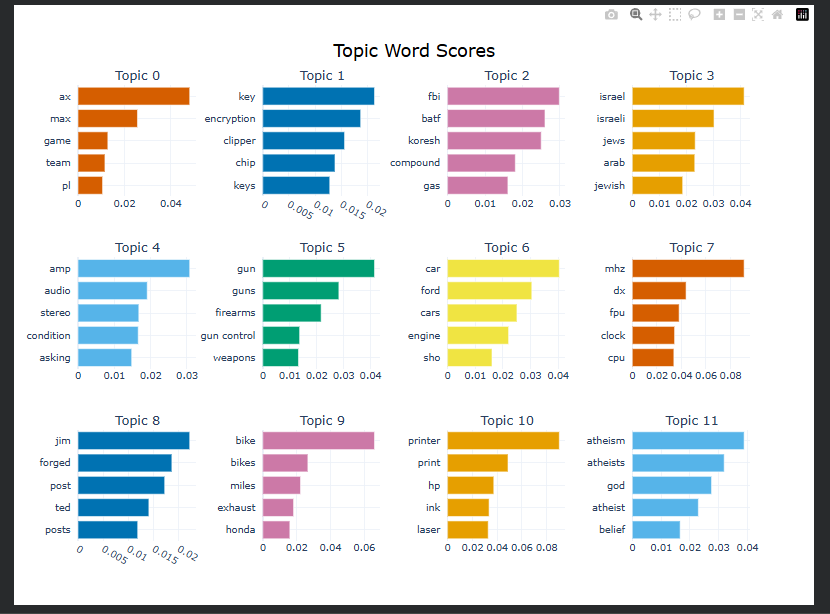 Topic Word Scores
Topic 0
ax
max
game
team
pl
0 0.02 0.04
Topic 1
key
encryption
clipper
chip
keys
0 0.005 0.01 0.015 0.02
Topic 2
fbi
batf
koresh
compound
gas
0 0.01 0.02 0.03
Topic 3
israel
israeli
jews
arab
jewish
0 0.01 0.02 0.03 0.04
Topic 4
amp
audio
stereo
condition
asking
0 0.01 0.02 0.03
Topic 5
gun
guns
firearms
gun control
weapons
0 0.01 0.02 0.03 0.04
Topic 6
car
ford
cars
engine
sho
0 0.01 0.02 0.03 0.04
Topic 7
mhz
dx
fpu
clock
cpu
0 0.02 0.04 0.06 0.08
Topic 8
jim
forged
post
ted
posts
0 0.005 0.01 0.015 0.02
Topic 9
bike
bikes
miles
exhaust
honda
0 0.02 0.04 0.06
Topic 10
printer
print
hp
ink
laser
0 0.02 0.04 0.06 0.08
Topic 11
atheism
atheists
god
atheist
belief
0 0.01 0.02 0.03 0.04